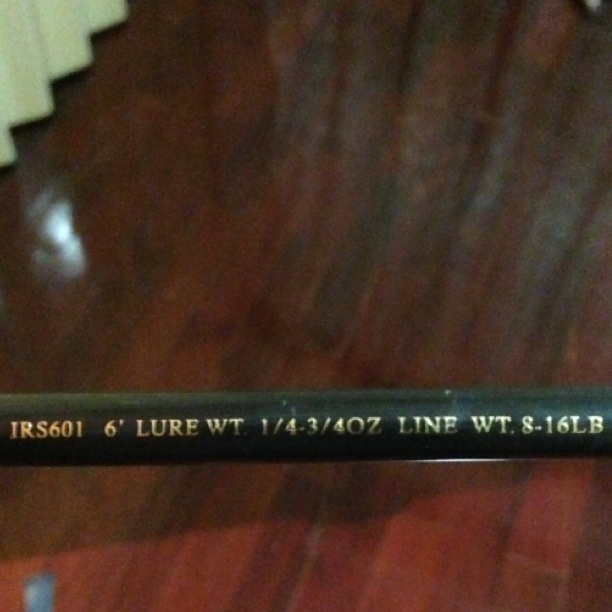 IRS601 6' LURE WT. 1/4-3/4OZ LINE WT. 8-16LB